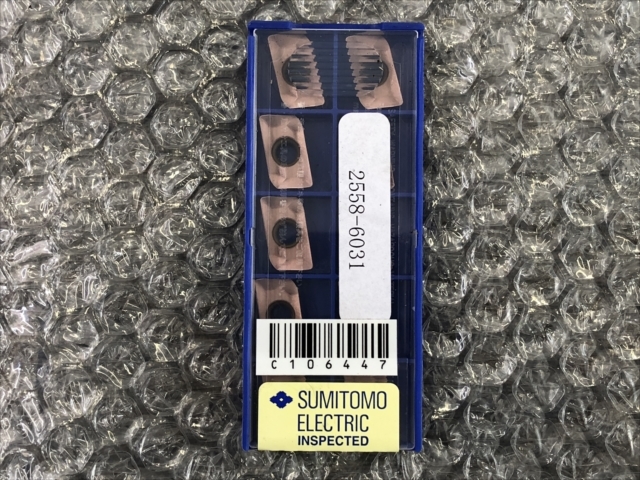 2558-6031
C106447
SUMITOMO
ELECTRIC
INSPECTED